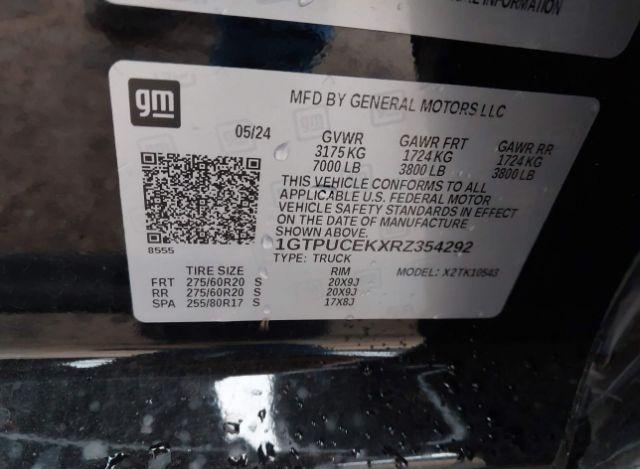 INFORMATION
gm
MFD BY GENERAL MOTORS LLC
05/24
GVWR GAWR FRT GAWR RR
3175 KG 1724 KG 1724 KG
7000 LB 3800 LB 3800 LB
THIS VEHICLE CONFORMS TO ALL
APPLICABLE U.S. FEDERAL MOTOR
VEHICLE SAFETY STANDARDS IN EFFECT
ON THE DATE OF MANUFACTURE
SHOWN ABOVE.
8555
1GTPUCEKXRZ354292
TYPE: TRUCK MODEL: X2TK10543
TIRE SIZE RIM
FRT 275/60R20 S 20X9J
RR 275/60R20 S 20X9J
SPA 255/80R17 S 17X8J